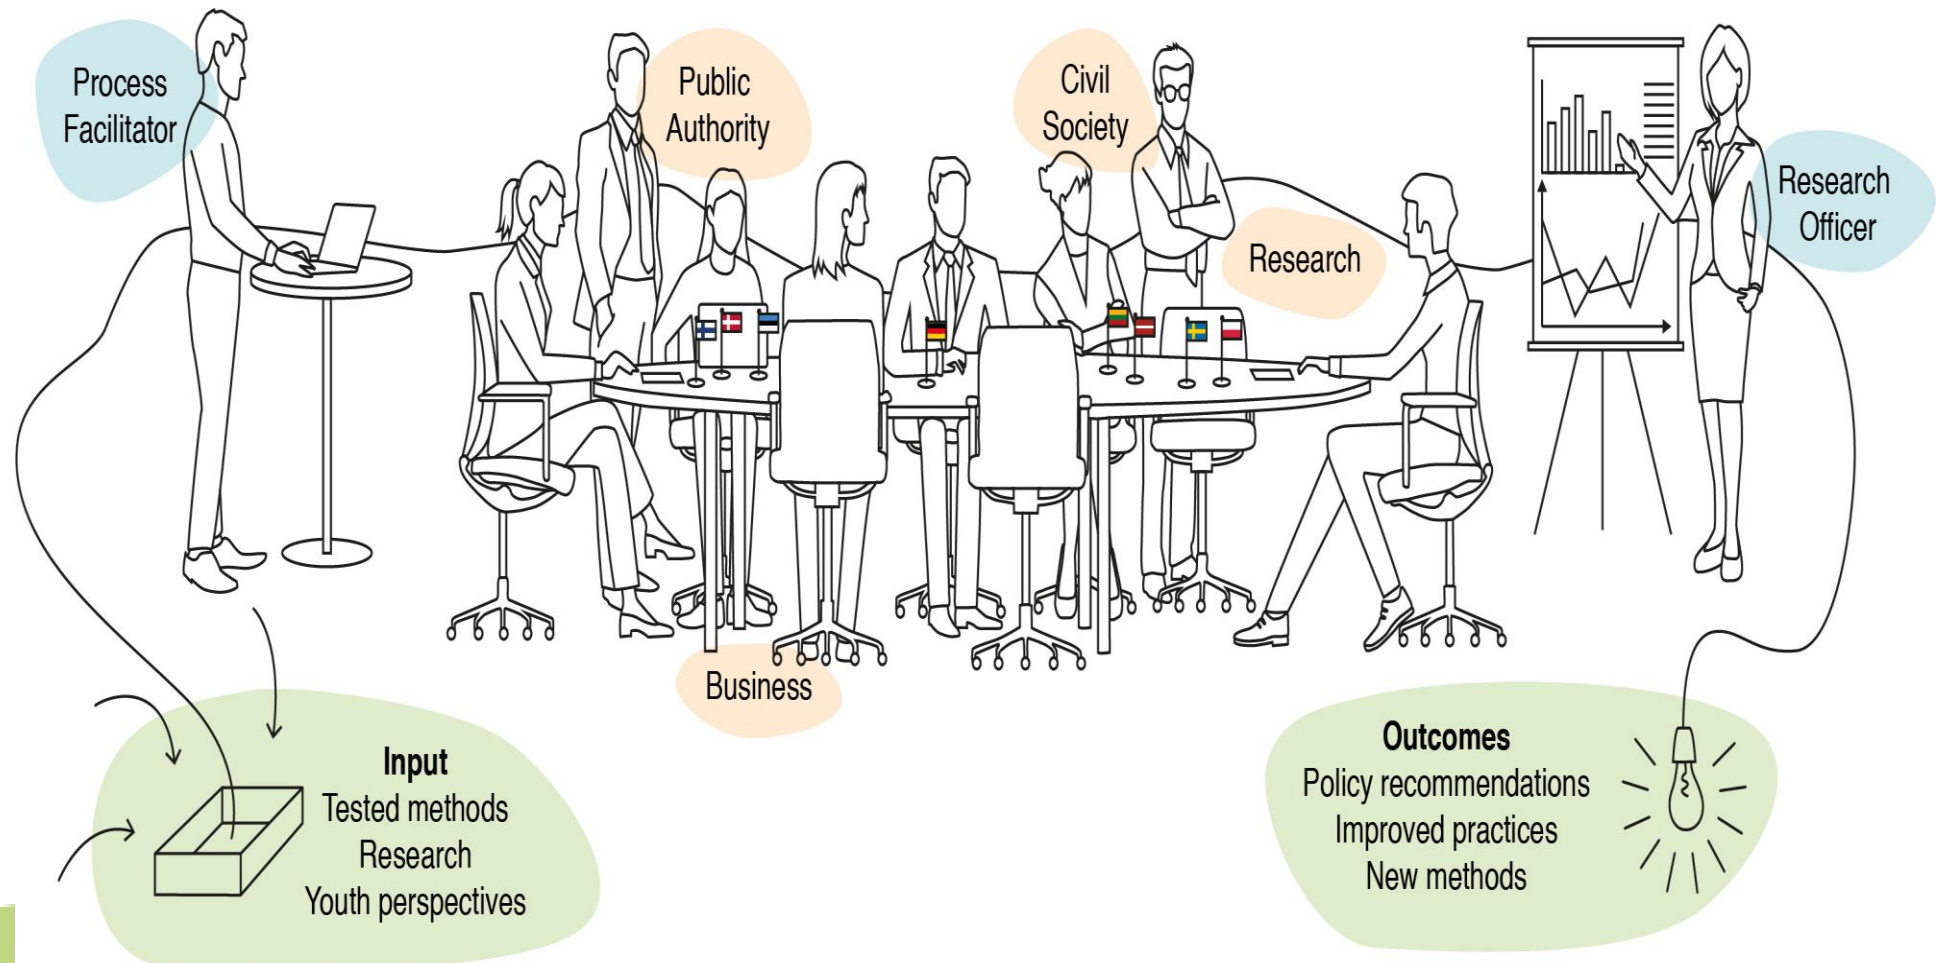 Process
Facilitator
Public
Authority
Civil
Society
Research
Officer
Research
Business
Input
Tested methods
Research
Youth perspectives
Outcomes
Policy recommendations
Improved practices
New methods